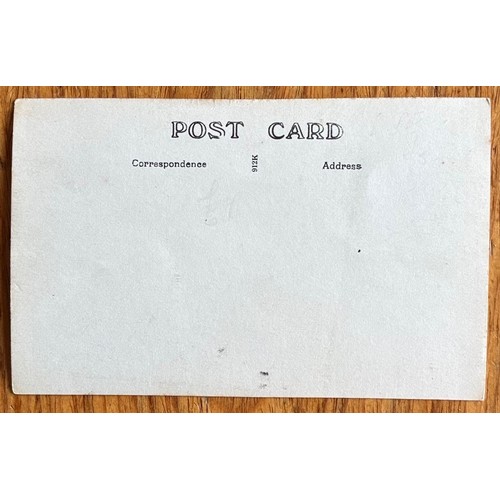 POST CARD
Correspondence 912K Address